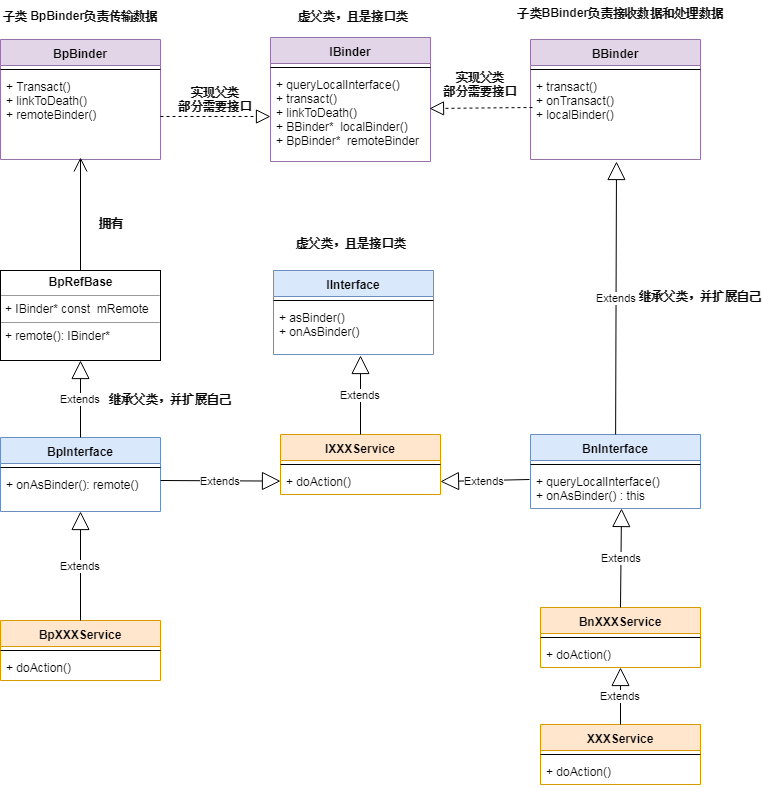 子类 BpBinder负责传输数据
虚父类，且是接口类
子类BBinder负责接收数据和处理数据
BpBinder
+ Transact()
+ linkToDeath()
+ remoteBinder()
实现父类
部分需要接口
IBinder
+ queryLocalInterface()
+ transact()
+ linkToDeath()
+ BBinder* localBinder()
+ BpBinder* remoteBinder
实现父类
部分需要接口
BBinder
+ transact()
+ onTransact()
+ localBinder()
拥有
虚父类，且是接口类
BpRefBase
+ IBinder* const mRemote
+ remote(): IBinder*
IInterface
+ asBinder()
+ onAsBinder()
Extends 继承父类，并扩展自己
Extends 继承父类，并扩展自己
Extends
BpInterface
+ onAsBinder(): remote()
Extends
IXXXService
+ doAction()
Extends
BnInterface
+ queryLocalInterface()
+ onAsBinder() : this
Extends
Extends
BpXXXService
+ doAction()
BnXXXService
+ doAction()
Extends
XXXService
+ doAction()